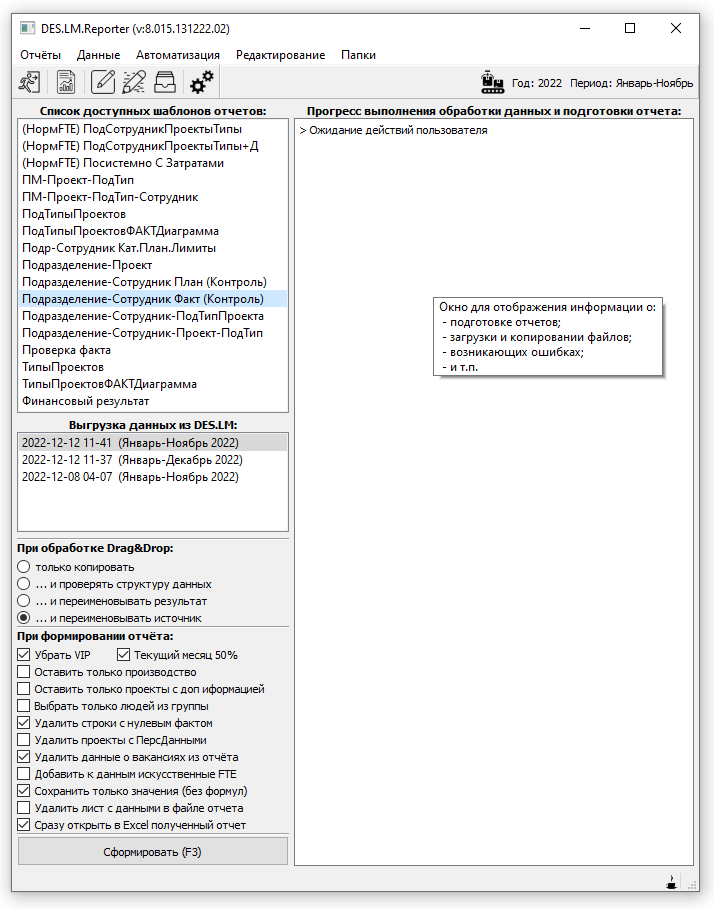 DES.LM.Reporter (v:8.015.131222.02)
Отчёты Данные Автоматизация Редактирование Папки
Год: 2022 Период: Январь-Ноябрь
Список доступных шаблонов отчетов:
(НормFTE) ПодСотрудникПроектыТипы
(НормFTE) ПодСотрудникПроектыТипы+Д
(НормFTE) Посистемно С Затратами
ПМ-Проект-ПодТип
ПМ-Проект-ПодТип-Сотрудник
ПодТипыПроектов
ПодТипыПроектовФАКТДиаграмма
Подр-Сотрудник Кат.План.Лимиты
Подразделение-Проект
Подразделение-Сотрудник План (Контроль)
Подразделение-Сотрудник Факт (Контроль)
Подразделение-Сотрудник-ПодТипПроекта
Подразделение-Сотрудник-Проект-ПодТип
Проверка факта
ТипыПроектов
ТипыПроектовФАКТДиаграмма
Финансовый результат
Выгрузка данных из DES.LM:
2022-12-12 11-41 (Январь-Ноябрь 2022)
2022-12-12 11-37 (Январь-Декабрь 2022)
2022-12-08 04-07 (Январь-Ноябрь 2022)
При обработке Drag&Drop:
только копировать
... и проверять структуру данных
... и переименовывать результат
... и переименовывать источник
При формировании отчёта:
Убрать VIP Текущий месяц 50%
Оставить только производство
Оставить только проекты с доп иформацией
Выбрать только людей из группы
Удалить строки с нулевым фактом
Удалить проекты с ПерсДанными
Удалить данные о вакансиях из отчёта
Добавить к данным искусственные FTE
Сохранить только значения (без формул)
Удалить лист с данными в файле отчета
Сразу открыть в Excel полученный отчет
Сформировать (F3)
Прогресс выполнения обработки данных и подготовки отчета:
> Ожидание действий пользователя
Окно для отображения информации о:
- подготовке отчетов;
- загрузки и копировании файлов;
- возникающих ошибках;
- и т.п.